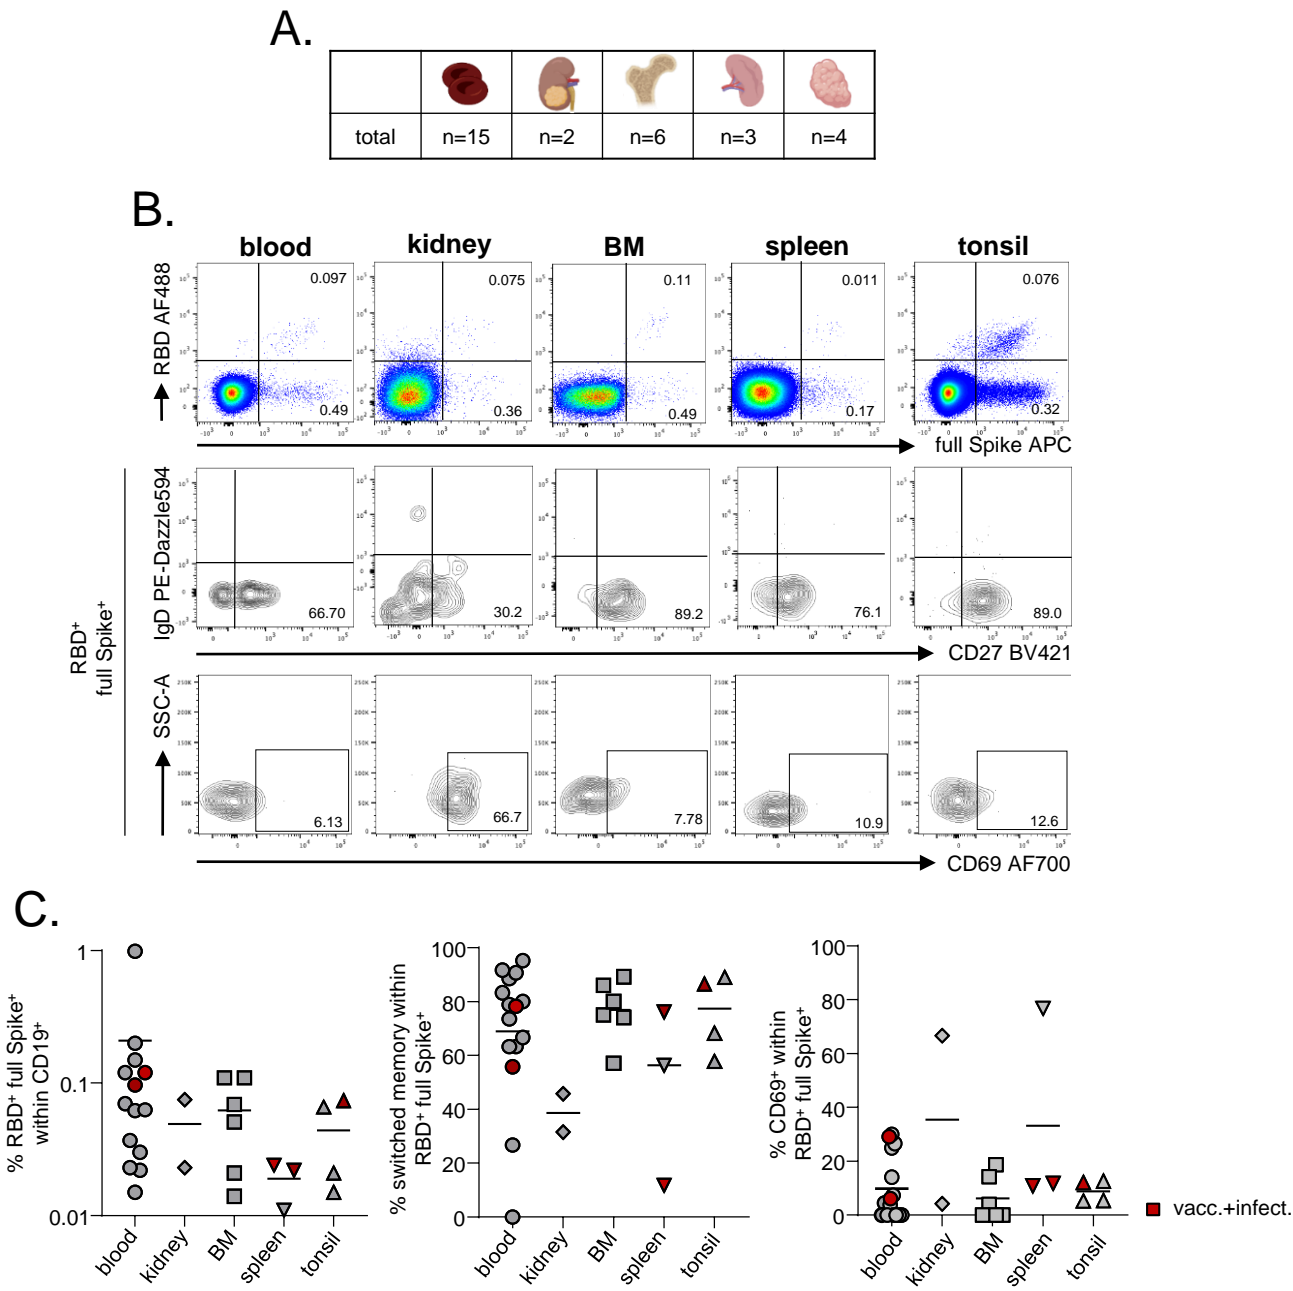 A.
total n=15 n=2 n=6 n=3 n=4
B.
blood kidney BM spleen tonsil
RBD AF488
0.097 0.075 0.11 0.011 0.076
0.49 0.36 0.49 0.17 0.32
full Spike APC
RBD⁺
full Spike⁺
IgD PE-Dazzle594
66.70 30.2 89.2 76.1 89.0
CD27 BV421
SSC-A
250K
200K
150K
100K
50K
0
6.13 66.7 7.78 10.9 12.6
CD69 AF700
C.
% RBD⁺ full Spike⁺
within CD19⁺
1
0.1
0.01
blood kidney BM spleen tonsil
% switched memory within
RBD⁺ full Spike⁺
100
80
60
40
20
0
blood kidney BM spleen tonsil
% CD69⁺ within
RBD⁺ full Spike⁺
100
80
60
40
20
0
blood kidney BM spleen tonsil
vacc.+infect.